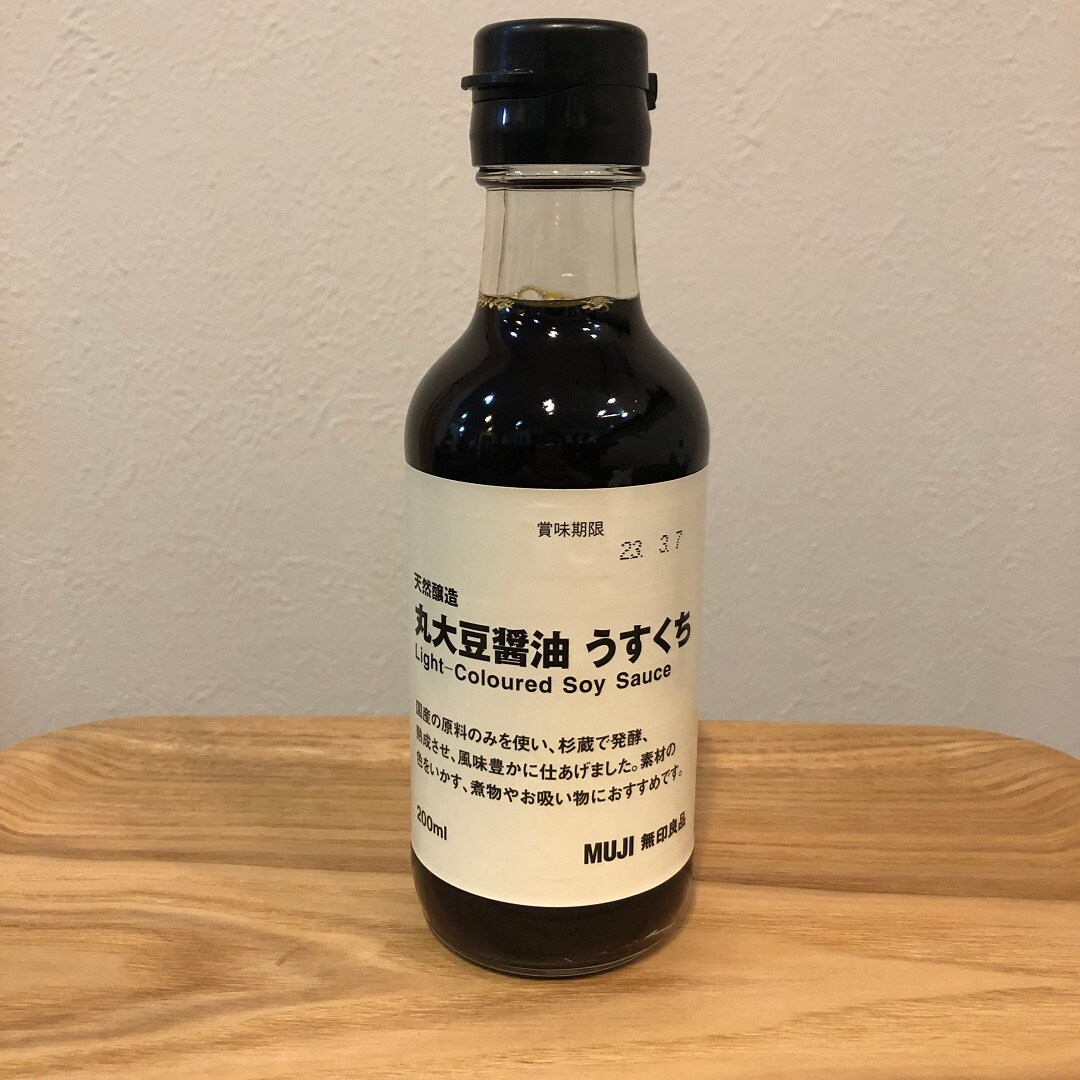 賞味期限 23. 3.7
天然醸造
丸大豆醤油 うすくち
Light-Coloured Soy Sauce
国産の原料のみを使い、杉蔵で発酵、
熟成させ、風味豊かに仕あげました。素材の
色をいかす、煮物やお吸い物におすすめです。
200ml
MUJI 無印良品